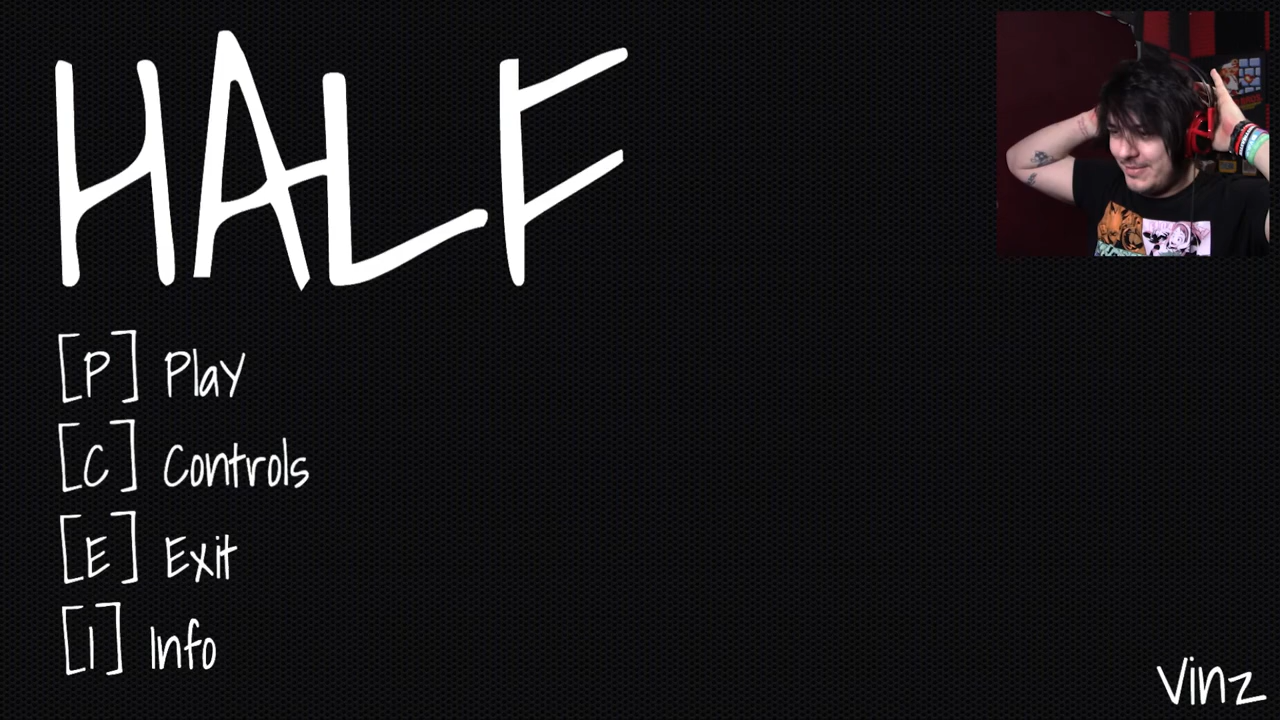 HALF
[P] Play
[C] Controls
[E] Exit
[I] Info
Vinz